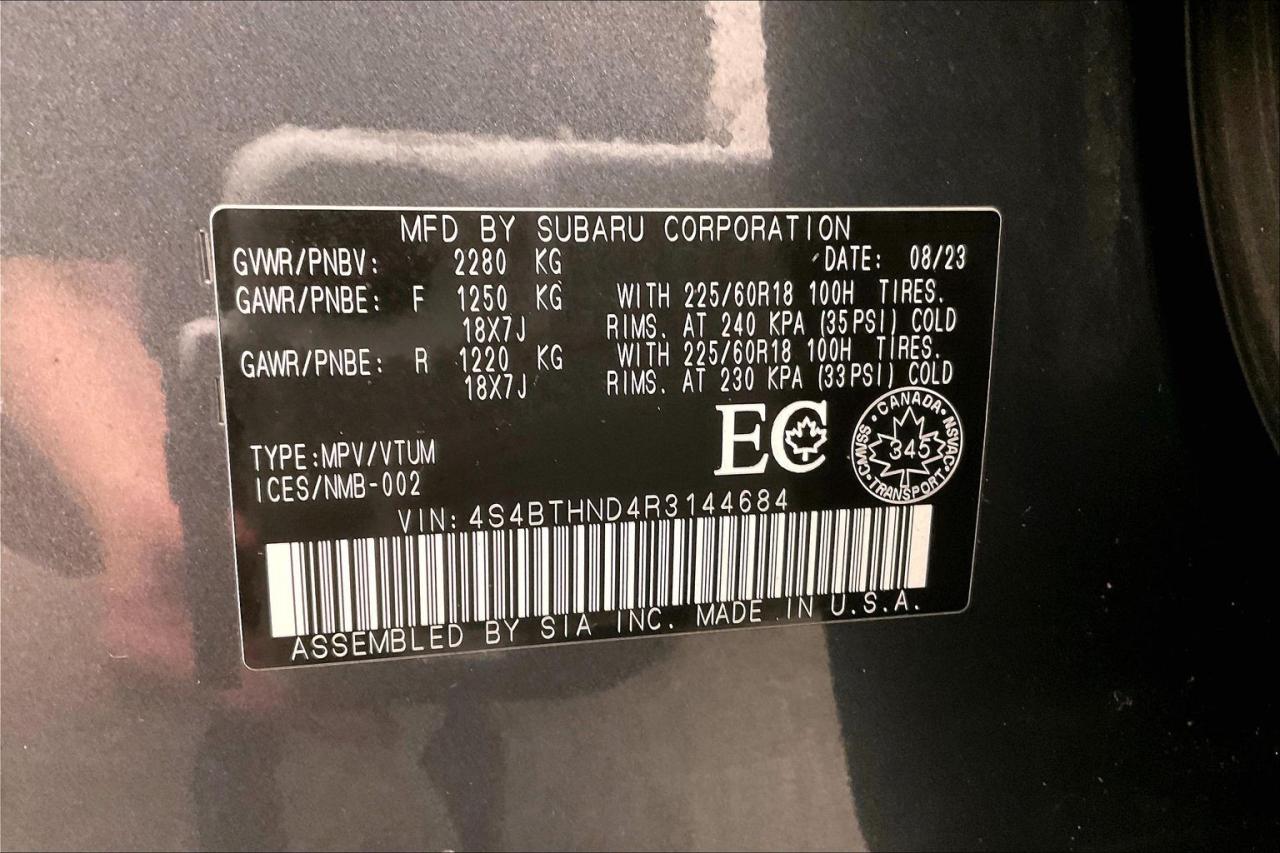 MFD BY SUBARU CORPORATION
GVWR/PNBV: 2280 KG DATE: 08/23
GAWR/PNBE: F 1250 KG WITH 225/60R18 100H TIRES.
18X7J RIMS. AT 240 KPA (35PSI) COLD
GAWR/PNBE: R 1220 KG WITH 225/60R18 100H TIRES.
18X7J RIMS. AT 230 KPA (33PSI) COLD
EC
CANADA • NSVAC • TRANSPORT • CMVSS •
345
TYPE:MPV/VTUM
ICES/NMB-002
VIN: 4S4BTHND4R3144684
ASSEMBLED BY SIA INC. MADE IN U.S.A.